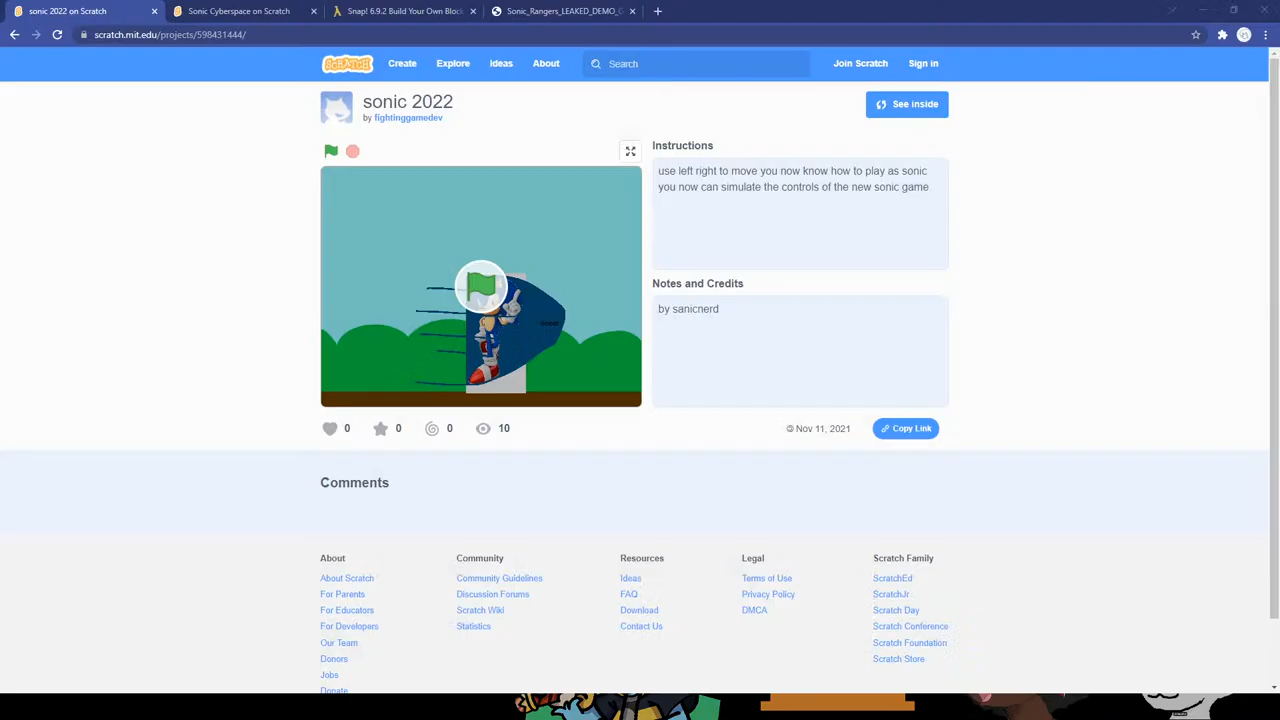 sonic 2022 on Scratch
Sonic Cyberspace on Scratch
Snap! 6.9.2 Build Your Own Block
Sonic_Rangers_LEAKED_DEMO_G
scratch.mit.edu/projects/598431444/
SCRATCH
Create
Explore
Ideas
About
Search
Join Scratch
Sign in
sonic 2022
by fightinggamedev
See inside
Instructions
use left right to move you now know how to play as sonic
you now can simulate the controls of the new sonic game
Notes and Credits
by sanicnerd
0
0
0
10
Nov 11, 2021
Copy Link
Comments
About
About Scratch
For Parents
For Educators
For Developers
Our Team
Donors
Jobs
Donate
Community
Community Guidelines
Discussion Forums
Scratch Wiki
Statistics
Resources
Ideas
FAQ
Download
Contact Us
Legal
Terms of Use
Privacy Policy
DMCA
Scratch Family
ScratchEd
ScratchJr
Scratch Day
Scratch Conference
Scratch Foundation
Scratch Store